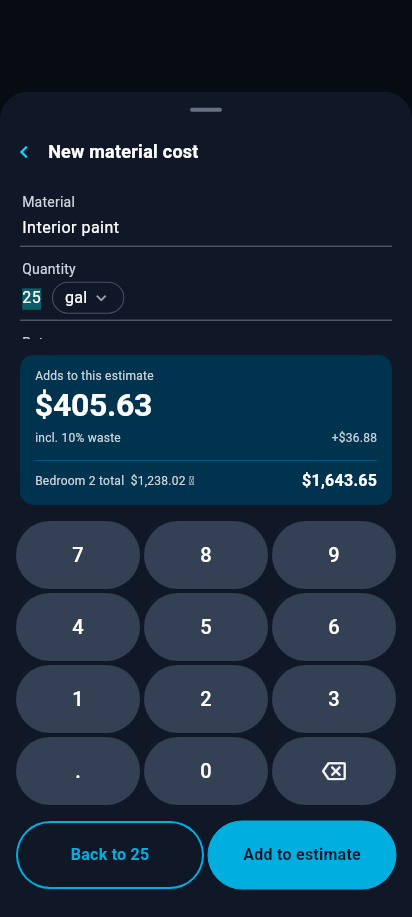 New material cost
Material
Interior paint
Quantity
25 gal
Adds to this estimate
$405.63
incl. 10% waste +$36.88
Bedroom 2 total $1,238.02 $1,643.65
7 8 9
4 5 6
1 2 3
. 0
Back to 25 Add to estimate